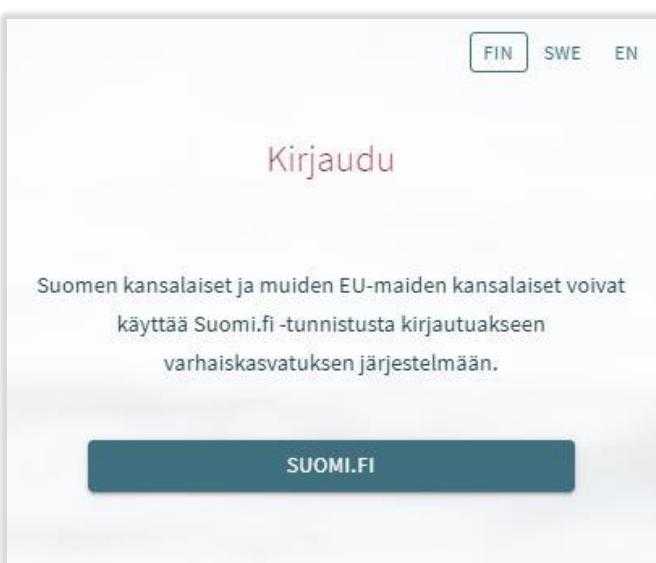 FIN SWE EN
Kirjaudu
Suomen kansalaiset ja muiden EU-maiden kansalaiset voivat
käyttää Suomi.fi -tunnistusta kirjautuakseen
varhaiskasvatuksen järjestelmään.
SUOMI.FI